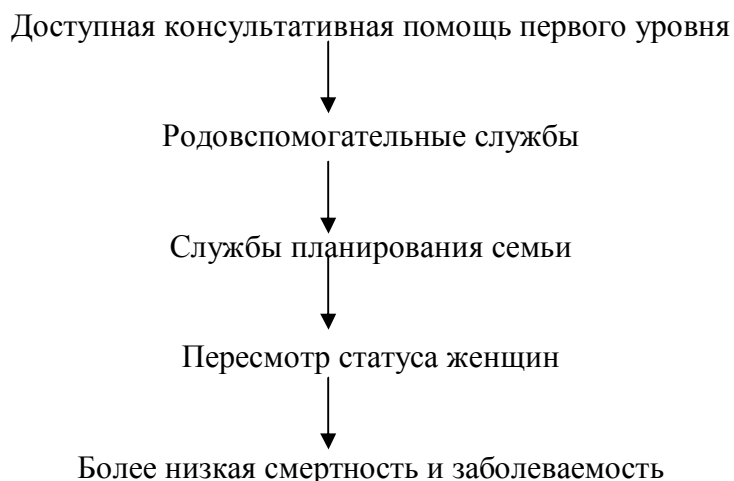 Доступная консультативная помощь первого уровня
Родовспомогательные службы
Службы планирования семьи
Пересмотр статуса женщин
Более низкая смертность и заболеваемость